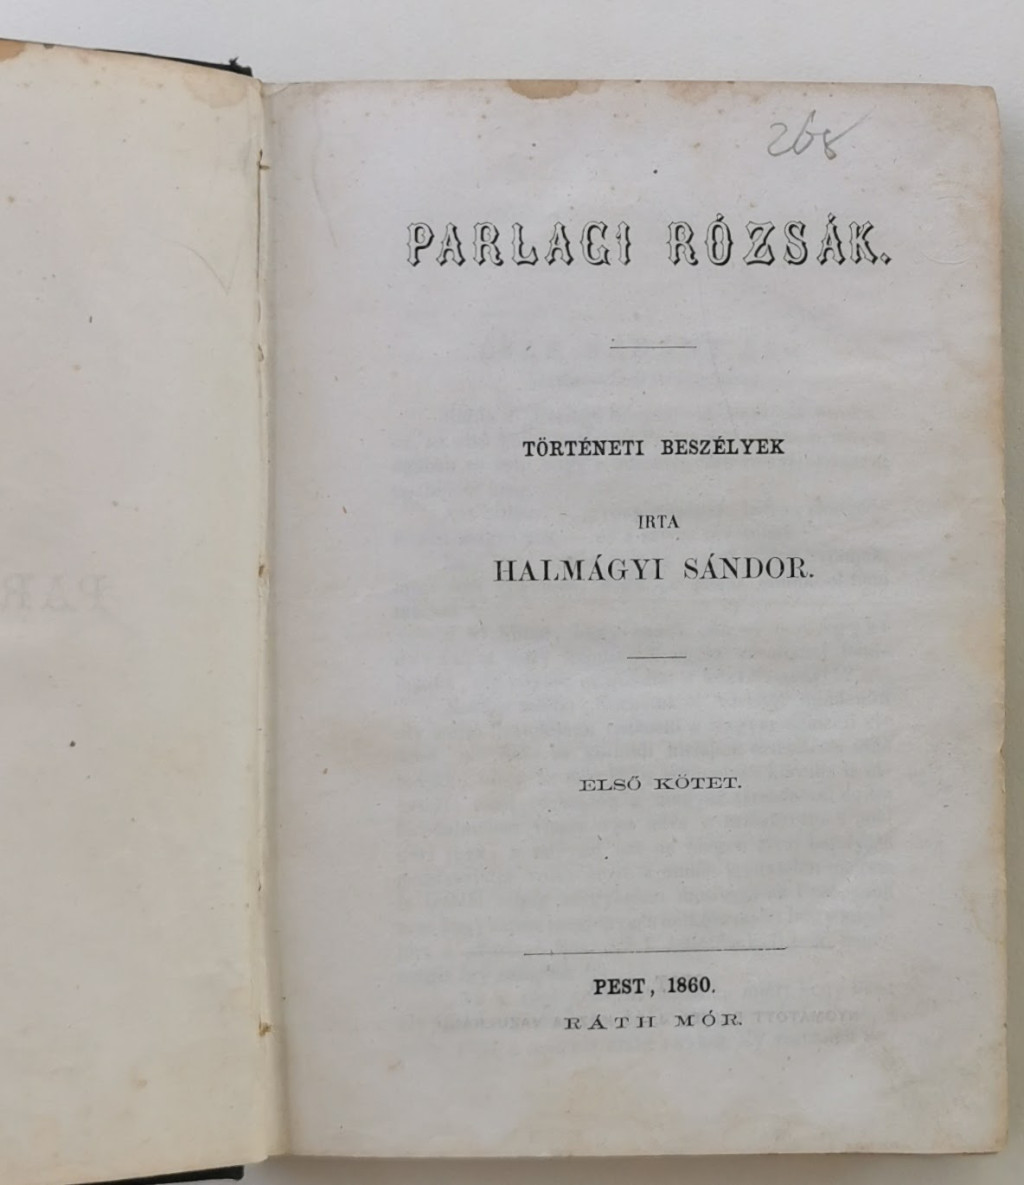 268
PARLAGI RÓZSÁK.
TÖRTÉNETI BESZÉLYEK
IRTA
HALMÁGYI SÁNDOR.
ELSŐ KÖTET.
PEST, 1860.
RÁTH MÓR.